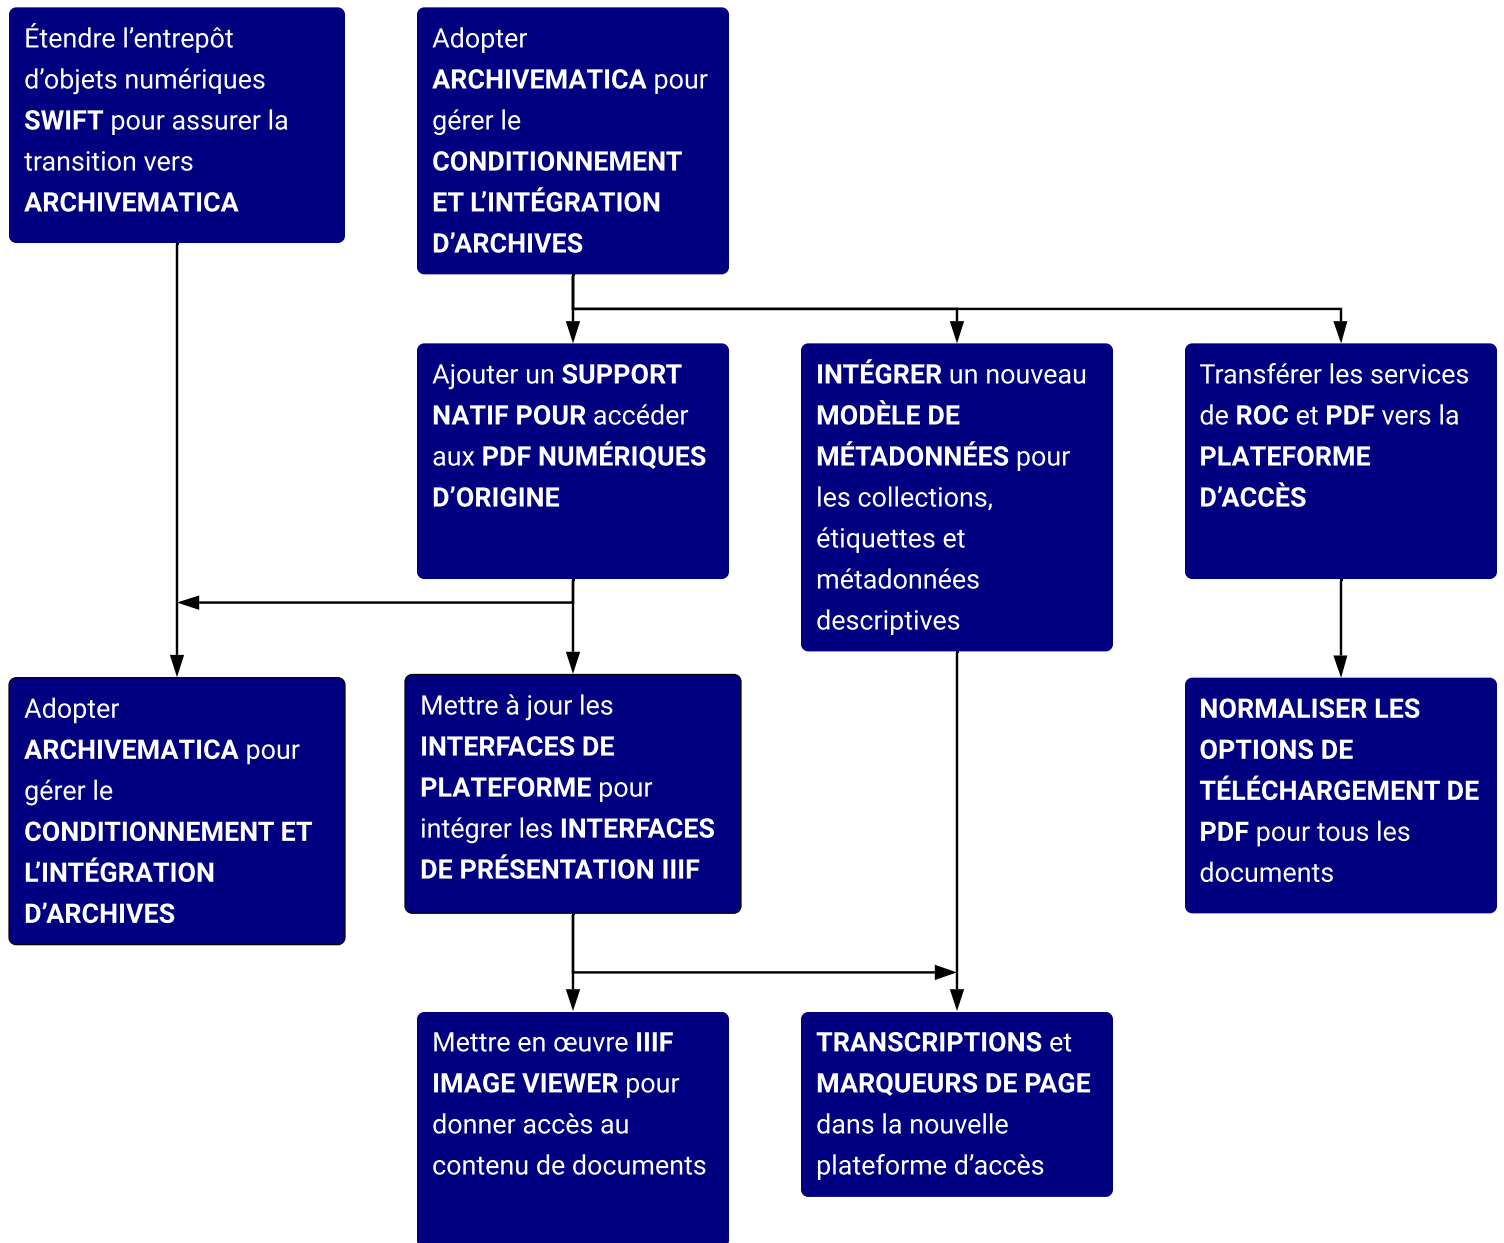 Étendre l’entrepôt
d’objets numériques
SWIFT pour assurer la
transition vers
ARCHIVEMATICA
Adopter
ARCHIVEMATICA pour
gérer le
CONDITIONNEMENT
ET L’INTÉGRATION
D’ARCHIVES
Ajouter un SUPPORT
NATIF POUR accéder
aux PDF NUMÉRIQUES
D’ORIGINE
INTÉGRER un nouveau
MODÈLE DE
MÉTADONNÉES pour
les collections,
étiquettes et
métadonnées
descriptives
Transférer les services
de ROC et PDF vers la
PLATEFORME
D’ACCÈS
Adopter
ARCHIVEMATICA pour
gérer le
CONDITIONNEMENT ET
L’INTÉGRATION
D’ARCHIVES
Mettre à jour les
INTERFACES DE
PLATEFORME pour
intégrer les INTERFACES
DE PRÉSENTATION IIIF
NORMALISER LES
OPTIONS DE
TÉLÉCHARGEMENT DE
PDF pour tous les
documents
Mettre en œuvre IIIF
IMAGE VIEWER pour
donner accès au
contenu de documents
TRANSCRIPTIONS et
MARQUEURS DE PAGE
dans la nouvelle
plateforme d’accès